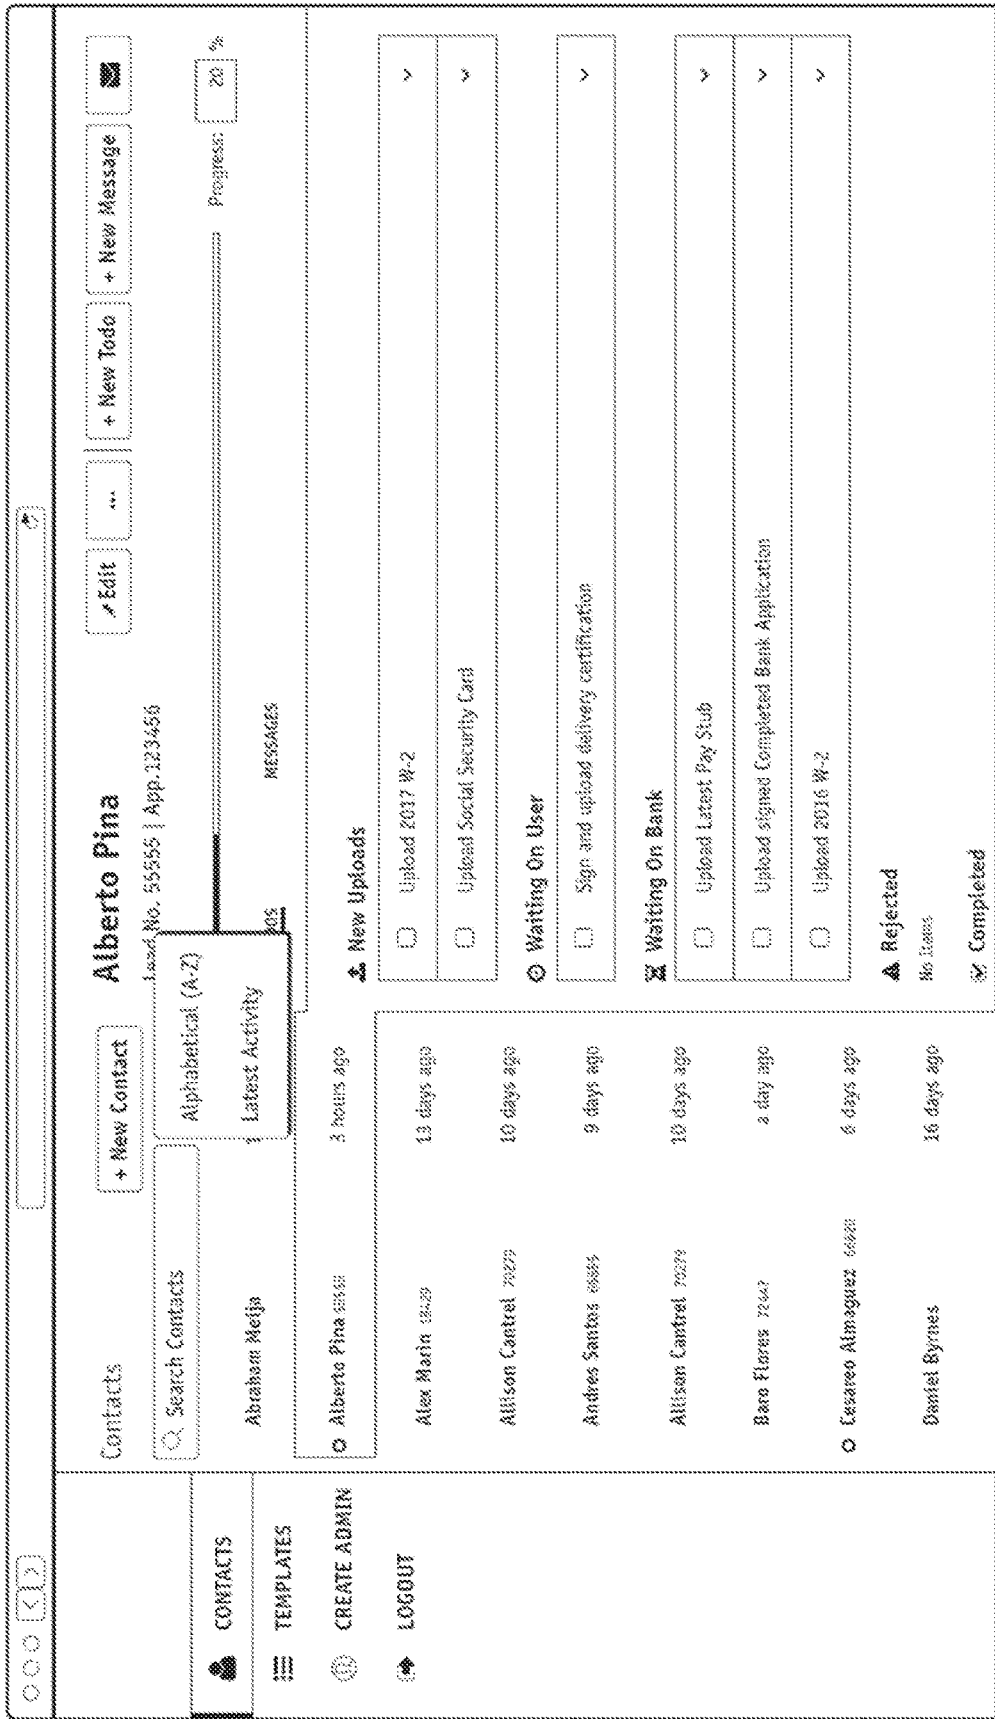 CONTACTS
TEMPLATES
CREATE ADMIN
LOGOUT
Contacts
+ New Contact
Search Contacts
Alphabetical (A-Z)
Latest Activity
Abraham Meija
Alberto Pina 3 hours ago
Alex Marin 13 days ago
Allison Cantrel 70279 10 days ago
Andres Santos 9 days ago
Allison Cantrel 70279 10 days ago
Baro Flores 72447 a day ago
Cesareo Almaguez 6 days ago
Daniel Byrnes 16 days ago
Alberto Pina
Edit
...
+ New Todo
+ New Message
No. 55555 | App.123456
Progress: 20 %
MESSAGES
New Uploads
Upload 2017 W-2
Upload Social Security Card
Waiting On User
Sign and upload delivery certification
Waiting On Bank
Upload Latest Pay Stub
Upload signed Completed Bank Application
Upload 2016 W-2
Rejected
No items
Completed